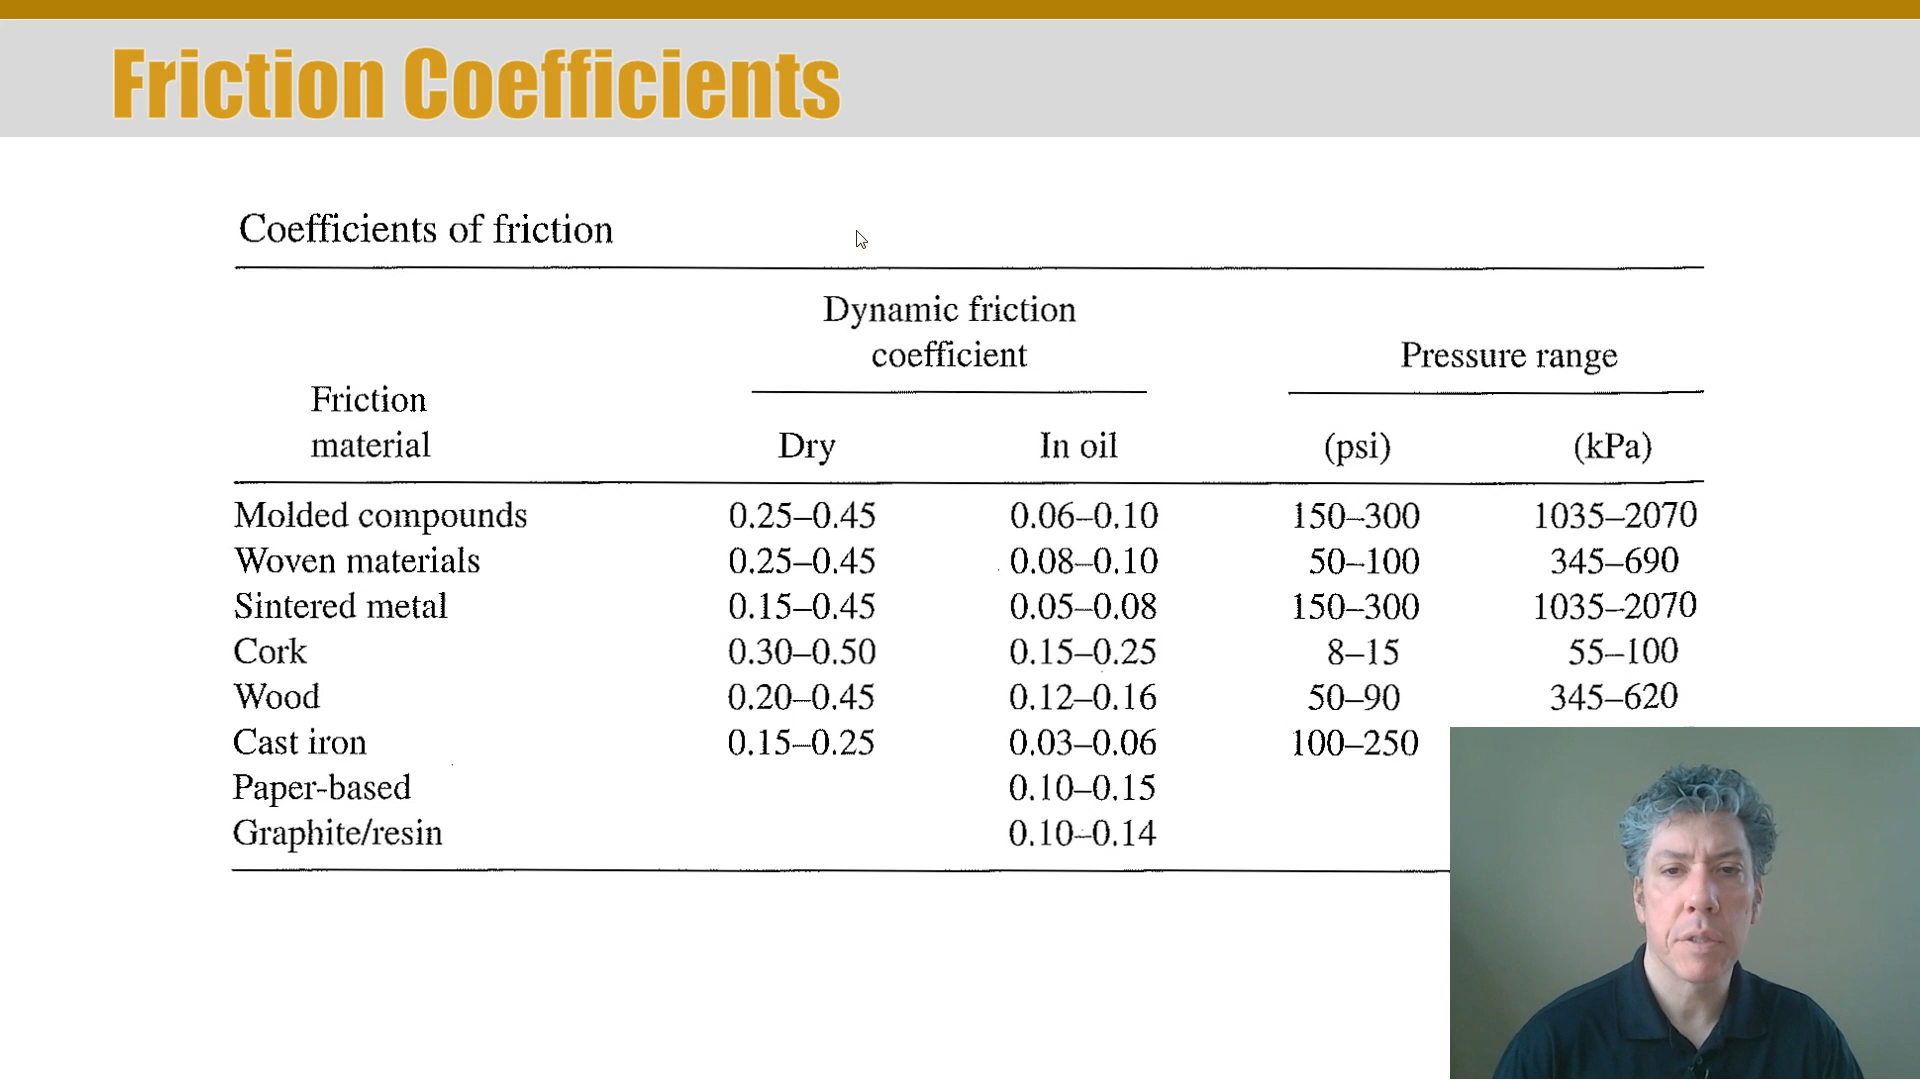 Friction Coefficients
Coefficients of friction
Dynamic friction
coefficient
Pressure range
Friction
material
Dry In oil (psi) (kPa)
Molded compounds 0.25–0.45 0.06–0.10 150–300 1035–2070
Woven materials 0.25–0.45 0.08–0.10 50–100 345–690
Sintered metal 0.15–0.45 0.05–0.08 150–300 1035–2070
Cork 0.30–0.50 0.15–0.25 8–15 55–100
Wood 0.20–0.45 0.12–0.16 50–90 345–620
Cast iron 0.15–0.25 0.03–0.06 100–250
Paper-based 0.10–0.15
Graphite/resin 0.10–0.14